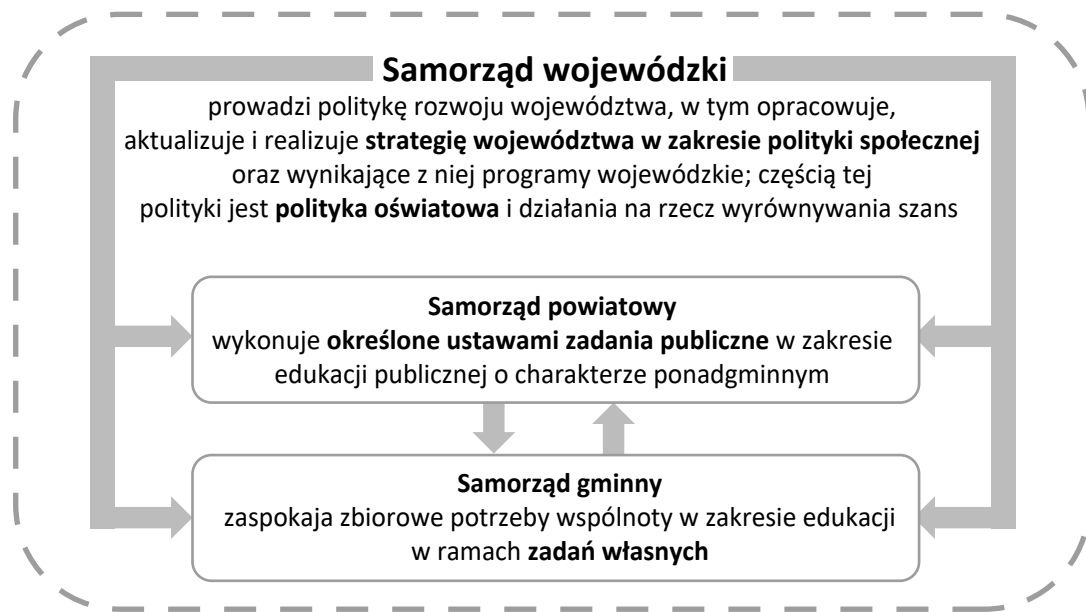 Samorząd wojewódzki
prowadzi politykę rozwoju województwa, w tym opracowuje,
aktualizuje i realizuje strategię województwa w zakresie polityki społecznej
oraz wynikające z niej programy wojewódzkie; częścią tej
polityki jest polityka oświatowa i działania na rzecz wyrównywania szans
Samorząd powiatowy
wykonuje określone ustawami zadania publiczne w zakresie
edukacji publicznej o charakterze ponadgminnym
Samorząd gminny
zaspokaja zbiorowe potrzeby wspólnoty w zakresie edukacji
w ramach zadań własnych